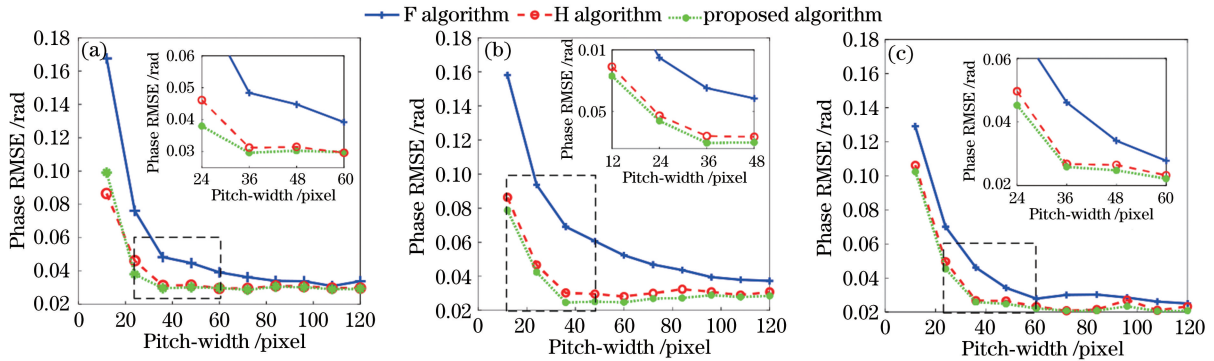 F algorithm H algorithm proposed algorithm
(a)
Phase RMSE /rad
0.18
0.16
0.14
0.12
0.10
0.08
0.06
0.04
0.02
0 20 40 60 80 100 120
Pitch-width /pixel
Phase RMSE /rad
0.06
0.05
0.04
0.03
24 36 48 60
Pitch-width /pixel
(b)
Phase RMSE /rad
0.18
0.16
0.14
0.12
0.10
0.08
0.06
0.04
0.02
0 20 40 60 80 100 120
Pitch-width /pixel
Phase RMSE /rad
0.01
0.05
12 24 36 48
Pitch-width /pixel
(c)
Phase RMSE /rad
0.18
0.16
0.14
0.12
0.10
0.08
0.06
0.04
0.02
0 20 40 60 80 100 120
Pitch-width /pixel
Phase RMSE /rad
0.06
0.04
0.02
24 36 48 60
Pitch-width /pixel